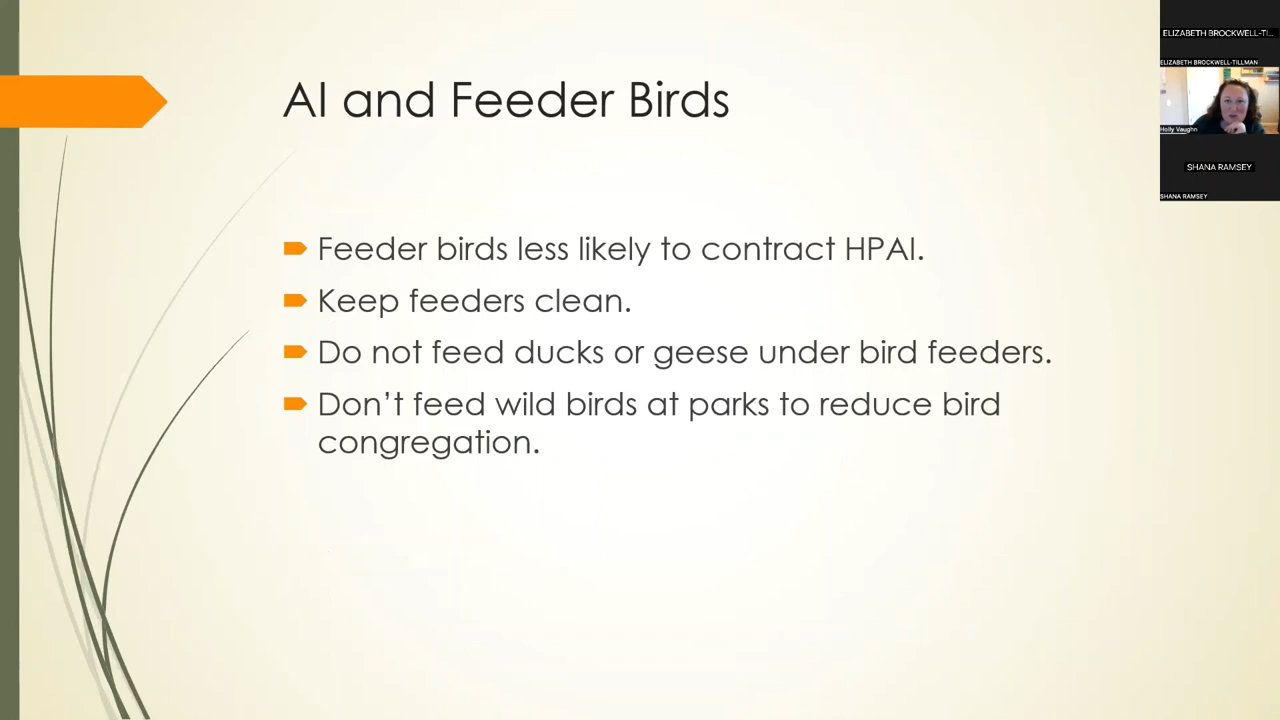 AI and Feeder Birds
Feeder birds less likely to contract HPAI.
Keep feeders clean.
Do not feed ducks or geese under bird feeders.
Don’t feed wild birds at parks to reduce bird
congregation.
ELIZABETH BROCKWELL-TI...
ELIZABETH BROCKWELL-TILLMAN
Holly Vaughn
SHANA RAMSEY
SHANA RAMSEY